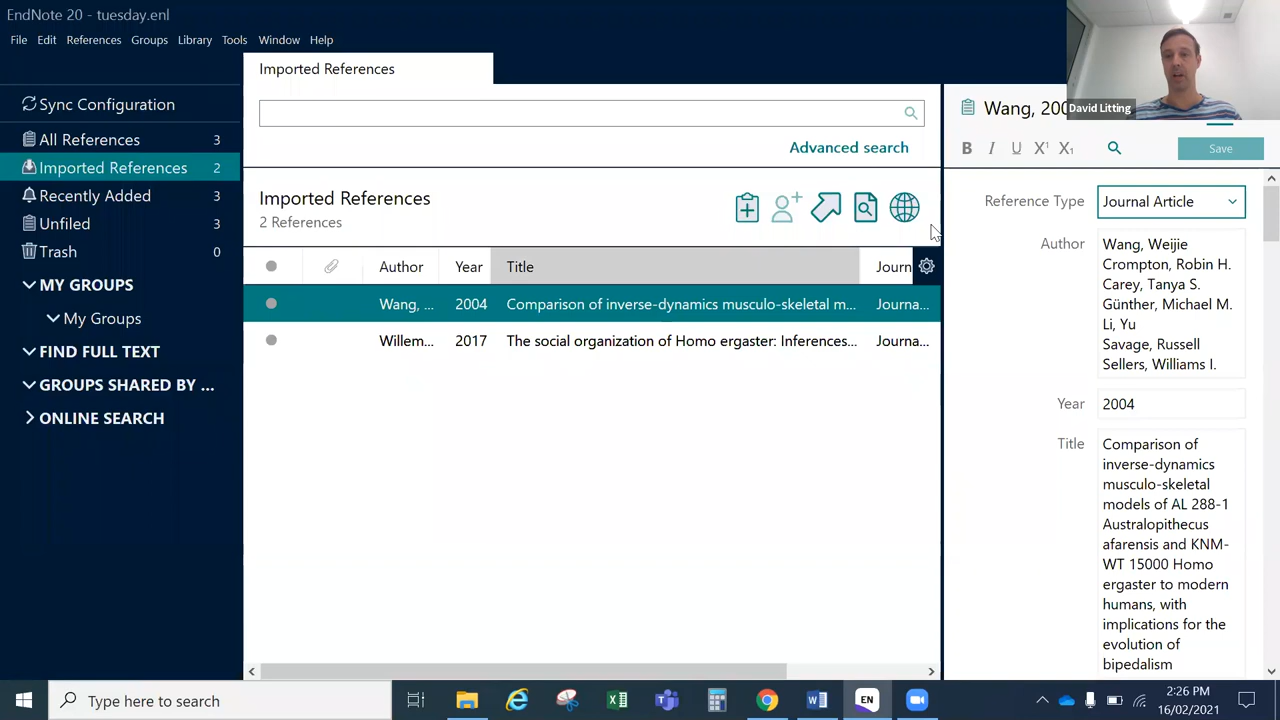 EndNote 20 - tuesday.enl
File Edit References Groups Library Tools Window Help
Sync Configuration
All References 3
Imported References 2
Recently Added 3
Unfiled 3
Trash 0
MY GROUPS
My Groups
FIND FULL TEXT
GROUPS SHARED BY ...
ONLINE SEARCH
Imported References
Advanced search
Imported References
2 References
Author Year Title Journ
Wang, ... 2004 Comparison of inverse-dynamics musculo-skeletal m... Journa...
Willem... 2017 The social organization of Homo ergaster: Inferences... Journa...
David Litting
Wang, 200
B I U X¹ X₁ Save
Reference Type Journal Article
Author Wang, Weijie
Crompton, Robin H.
Carey, Tanya S.
Günther, Michael M.
Li, Yu
Savage, Russell
Sellers, Williams I.
Year 2004
Title Comparison of
inverse-dynamics
musculo-skeletal
models of AL 288-1
Australopithecus
afarensis and KNM-
WT 15000 Homo
ergaster to modern
humans, with
implications for the
evolution of
bipedalism
Type here to search
EN
2:26 PM
16/02/2021